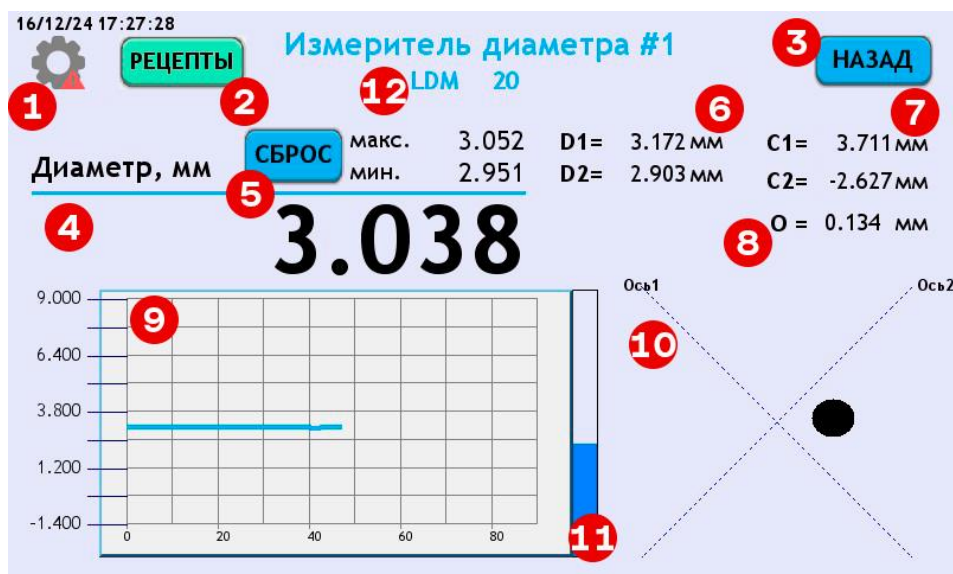 16/12/24 17:27:28
РЕЦЕПТЫ
Измеритель диаметра #1
LDM 20
НАЗАД
1
2
12
3
6
7
Диаметр, мм
СБРОС
макс. 3.052
мин. 2.951
D1= 3.172 мм
D2= 2.903 мм
C1= 3.711 мм
C2= -2.627 мм
O = 0.134 мм
4
5
8
3.038
9.000
6.400
3.800
1.200
-1.400
0 20 40 60 80
9
11
Ось1
Ось2
10